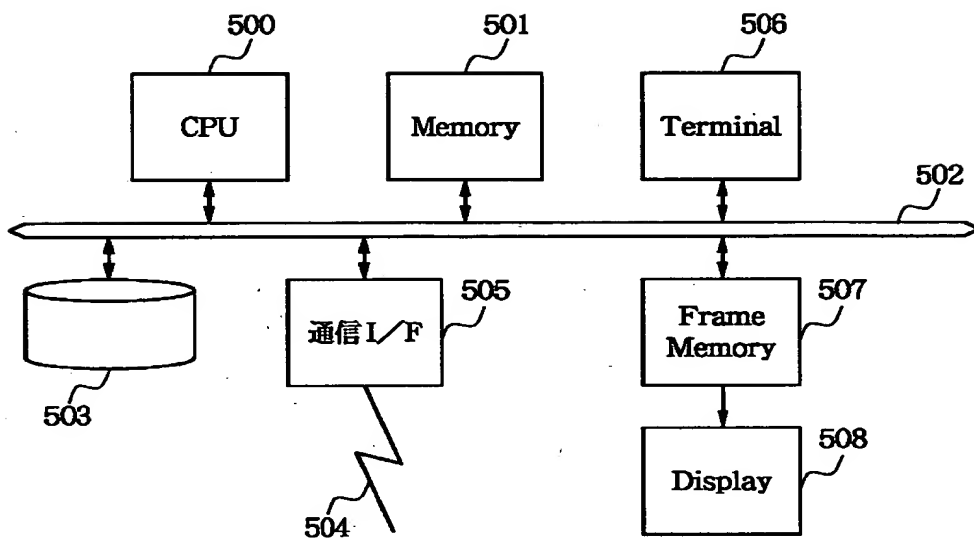 500
501
506
CPU
Memory
Terminal
502
503
通信I/F
505
504
Frame
Memory
507
Display
508